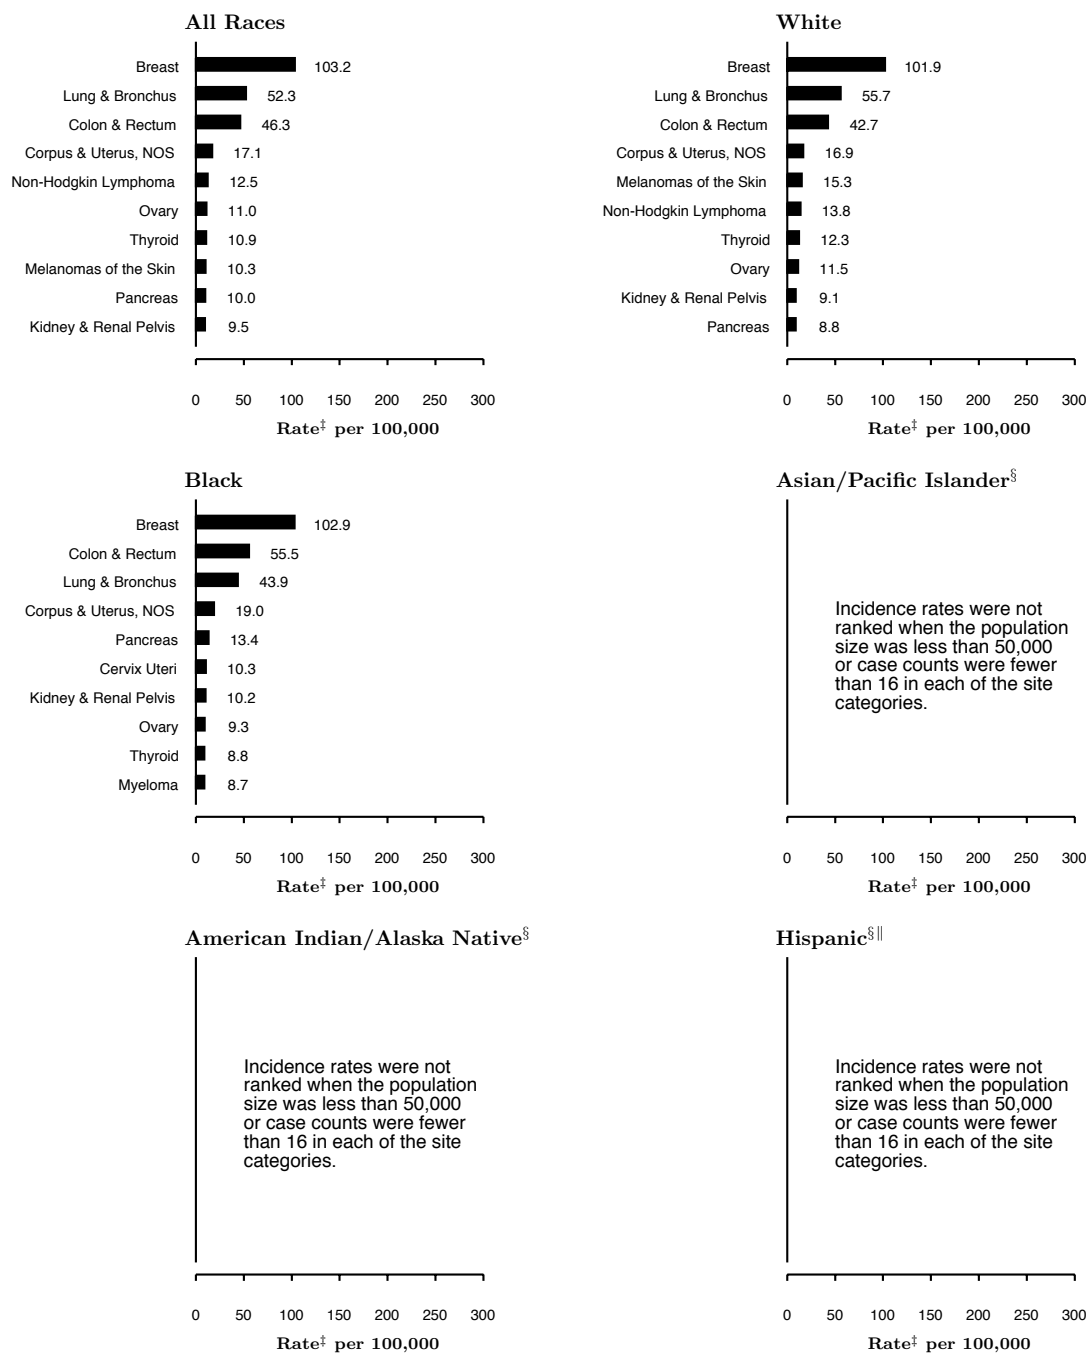 All Races
Breast 103.2
Lung & Bronchus 52.3
Colon & Rectum 46.3
Corpus & Uterus, NOS 17.1
Non-Hodgkin Lymphoma 12.5
Ovary 11.0
Thyroid 10.9
Melanomas of the Skin 10.3
Pancreas 10.0
Kidney & Renal Pelvis 9.5
0 50 100 150 200 250 300
Rate‡ per 100,000
White
Breast 101.9
Lung & Bronchus 55.7
Colon & Rectum 42.7
Corpus & Uterus, NOS 16.9
Melanomas of the Skin 15.3
Non-Hodgkin Lymphoma 13.8
Thyroid 12.3
Ovary 11.5
Kidney & Renal Pelvis 9.1
Pancreas 8.8
0 50 100 150 200 250 300
Rate‡ per 100,000
Black
Breast 102.9
Colon & Rectum 55.5
Lung & Bronchus 43.9
Corpus & Uterus, NOS 19.0
Pancreas 13.4
Cervix Uteri 10.3
Kidney & Renal Pelvis 10.2
Ovary 9.3
Thyroid 8.8
Myeloma 8.7
0 50 100 150 200 250 300
Rate‡ per 100,000
Asian/Pacific Islander§
Incidence rates were not
ranked when the population
size was less than 50,000
or case counts were fewer
than 16 in each of the site
categories.
0 50 100 150 200 250 300
Rate‡ per 100,000
American Indian/Alaska Native§
Incidence rates were not
ranked when the population
size was less than 50,000
or case counts were fewer
than 16 in each of the site
categories.
0 50 100 150 200 250 300
Rate‡ per 100,000
Hispanic§‖
Incidence rates were not
ranked when the population
size was less than 50,000
or case counts were fewer
than 16 in each of the site
categories.
0 50 100 150 200 250 300
Rate‡ per 100,000